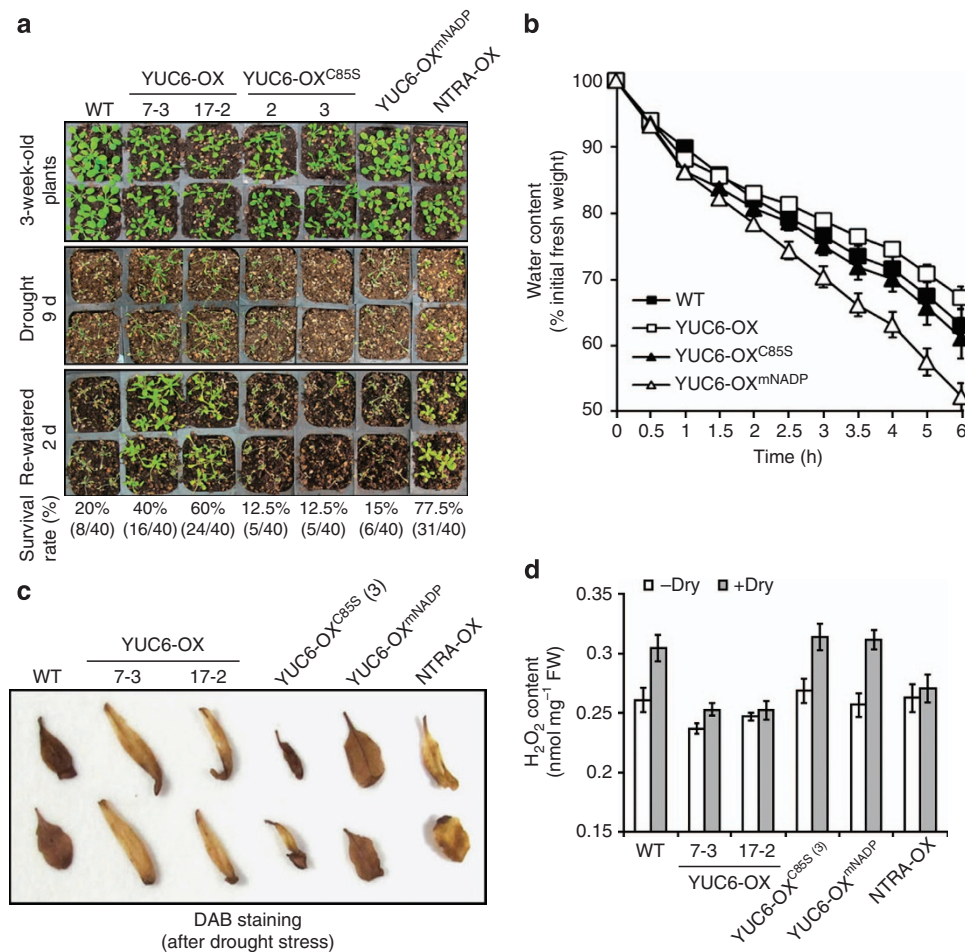 a
YUC6-OX
YUC6-OX^C85S
YUC6-OX^mNADP
NTRA-OX
WT
7-3
17-2
2
3
3-week-old
plants
Drought
9 d
Re-watered
2 d
Survival
rate (%)
20%
(8/40)
40%
(16/40)
60%
(24/40)
12.5%
(5/40)
12.5%
(5/40)
15%
(6/40)
77.5%
(31/40)
b
Water content
(% initial fresh weight)
100
90
80
70
60
50
WT
YUC6-OX
YUC6-OX^C85S
YUC6-OX^mNADP
0 0.5 1 1.5 2 2.5 3 3.5 4 5 6
Time (h)
c
WT
YUC6-OX
7-3
17-2
YUC6-OX^C85S (3)
YUC6-OX^mNADP
NTRA-OX
DAB staining
(after drought stress)
d
–Dry
+Dry
H₂O₂ content
(nmol mg⁻¹ FW)
0.4
0.3
0.25
0.2
0.15
WT
7-3
17-2
YUC6-OX
YUC6-OX^C85S (3)
YUC6-OX^mNADP
NTRA-OX